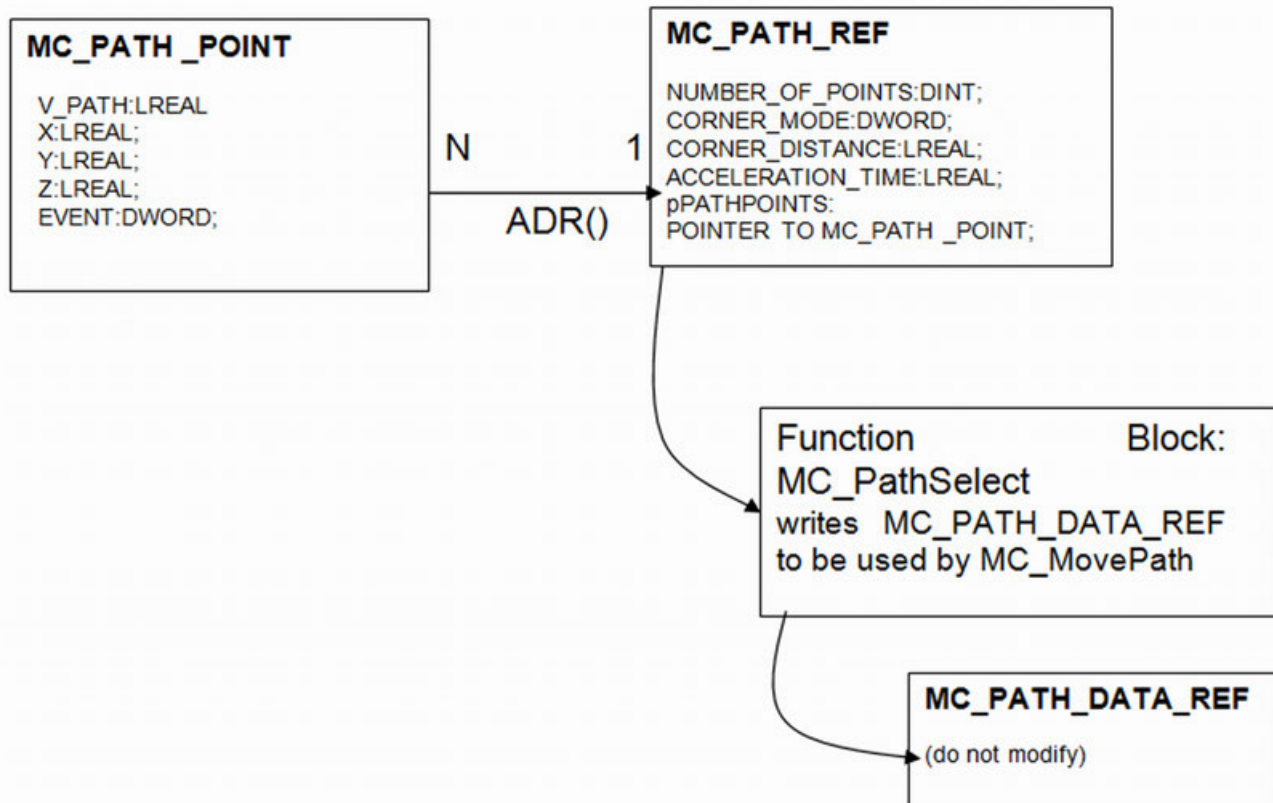 MC_PATH _POINT
V_PATH:LREAL
X:LREAL;
Y:LREAL;
Z:LREAL;
EVENT:DWORD;
N
1
ADR()
MC_PATH_REF
NUMBER_OF_POINTS:DINT;
CORNER_MODE:DWORD;
CORNER_DISTANCE:LREAL;
ACCELERATION_TIME:LREAL;
pPATHPOINTS:
POINTER TO MC_PATH _POINT;
Function Block:
MC_PathSelect
writes MC_PATH_DATA_REF
to be used by MC_MovePath
MC_PATH_DATA_REF
(do not modify)